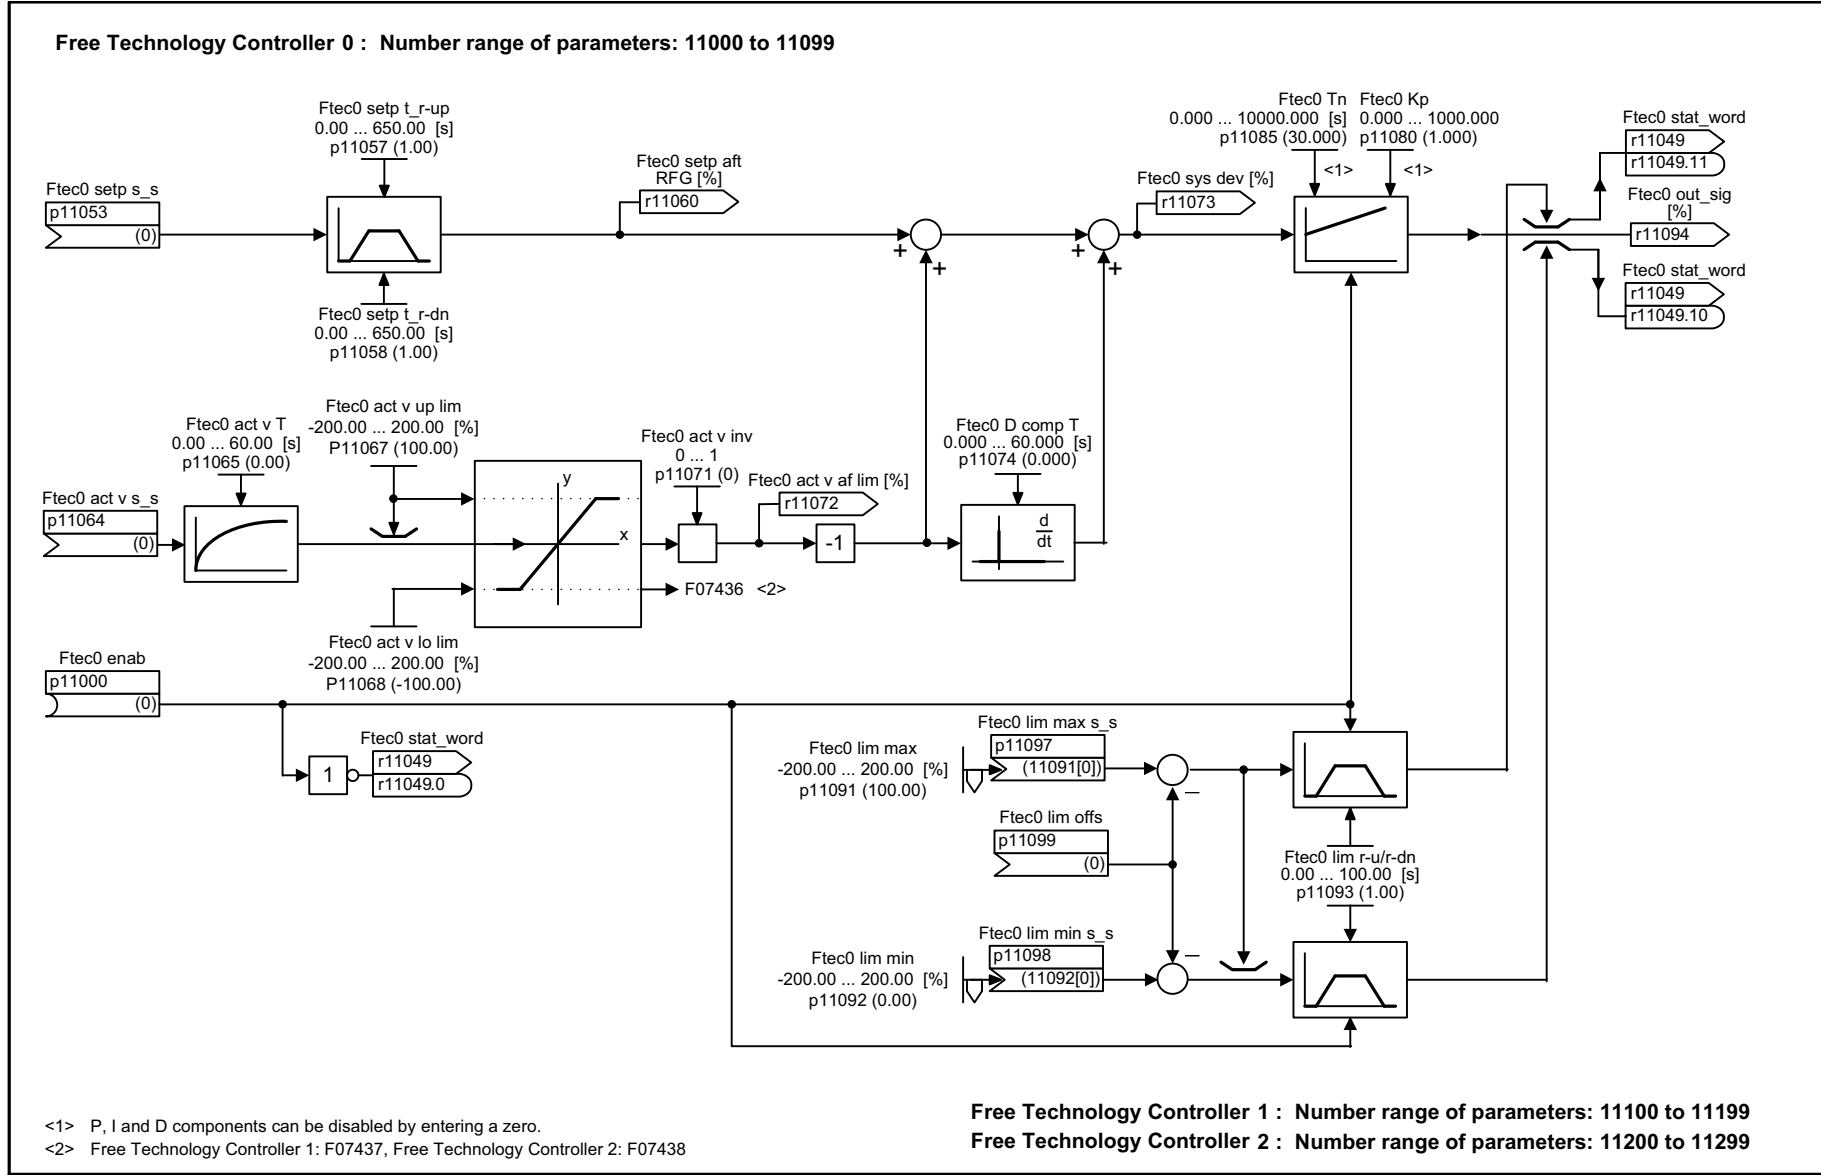 Free Technology Controller 0 : Number range of parameters: 11000 to 11099
Ftec0 setp t_r-up
0.00 ... 650.00 [s]
p11057 (1.00)
Ftec0 setp s_s
p11053
(0)
Ftec0 setp t_r-dn
0.00 ... 650.00 [s]
p11058 (1.00)
Ftec0 setp aft
RFG [%]
r11060
Ftec0 sys dev [%]
r11073
Ftec0 Tn
0.000 ... 10000.000 [s]
p11085 (30.000)
<1>
Ftec0 Kp
0.000 ... 1000.000
p11080 (1.000)
<1>
Ftec0 stat_word
r11049
r11049.11
Ftec0 out_sig
[%]
r11094
Ftec0 stat_word
r11049
r11049.10
+
+
+
+
Ftec0 act v T
0.00 ... 60.00 [s]
p11065 (0.00)
Ftec0 act v s_s
p11064
(0)
Ftec0 act v up lim
-200.00 ... 200.00 [%]
P11067 (100.00)
y
x
Ftec0 act v inv
0 ... 1
p11071 (0)
Ftec0 act v af lim [%]
r11072
-1
Ftec0 D comp T
0.000 ... 60.000 [s]
p11074 (0.000)
d
dt
F07436 <2>
Ftec0 act v lo lim
-200.00 ... 200.00 [%]
P11068 (-100.00)
Ftec0 enab
p11000
(0)
1
Ftec0 stat_word
r11049
r11049.0
Ftec0 lim max
-200.00 ... 200.00 [%]
p11091 (100.00)
Ftec0 lim max s_s
p11097
(11091[0])
–
Ftec0 lim offs
p11099
(0)
Ftec0 lim r-u/r-dn
0.00 ... 100.00 [s]
p11093 (1.00)
Ftec0 lim min
-200.00 ... 200.00 [%]
p11092 (0.00)
Ftec0 lim min s_s
p11098
(11092[0])
–
<1> P, I and D components can be disabled by entering a zero.
<2> Free Technology Controller 1: F07437, Free Technology Controller 2: F07438
Free Technology Controller 1 : Number range of parameters: 11100 to 11199
Free Technology Controller 2 : Number range of parameters: 11200 to 11299